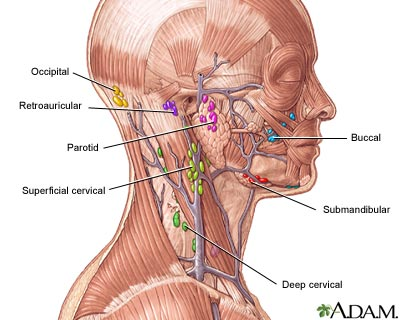 Occipital
Retroauricular
Parotid
Superficial cervical
Buccal
Submandibular
Deep cervical
A.D.A.M.